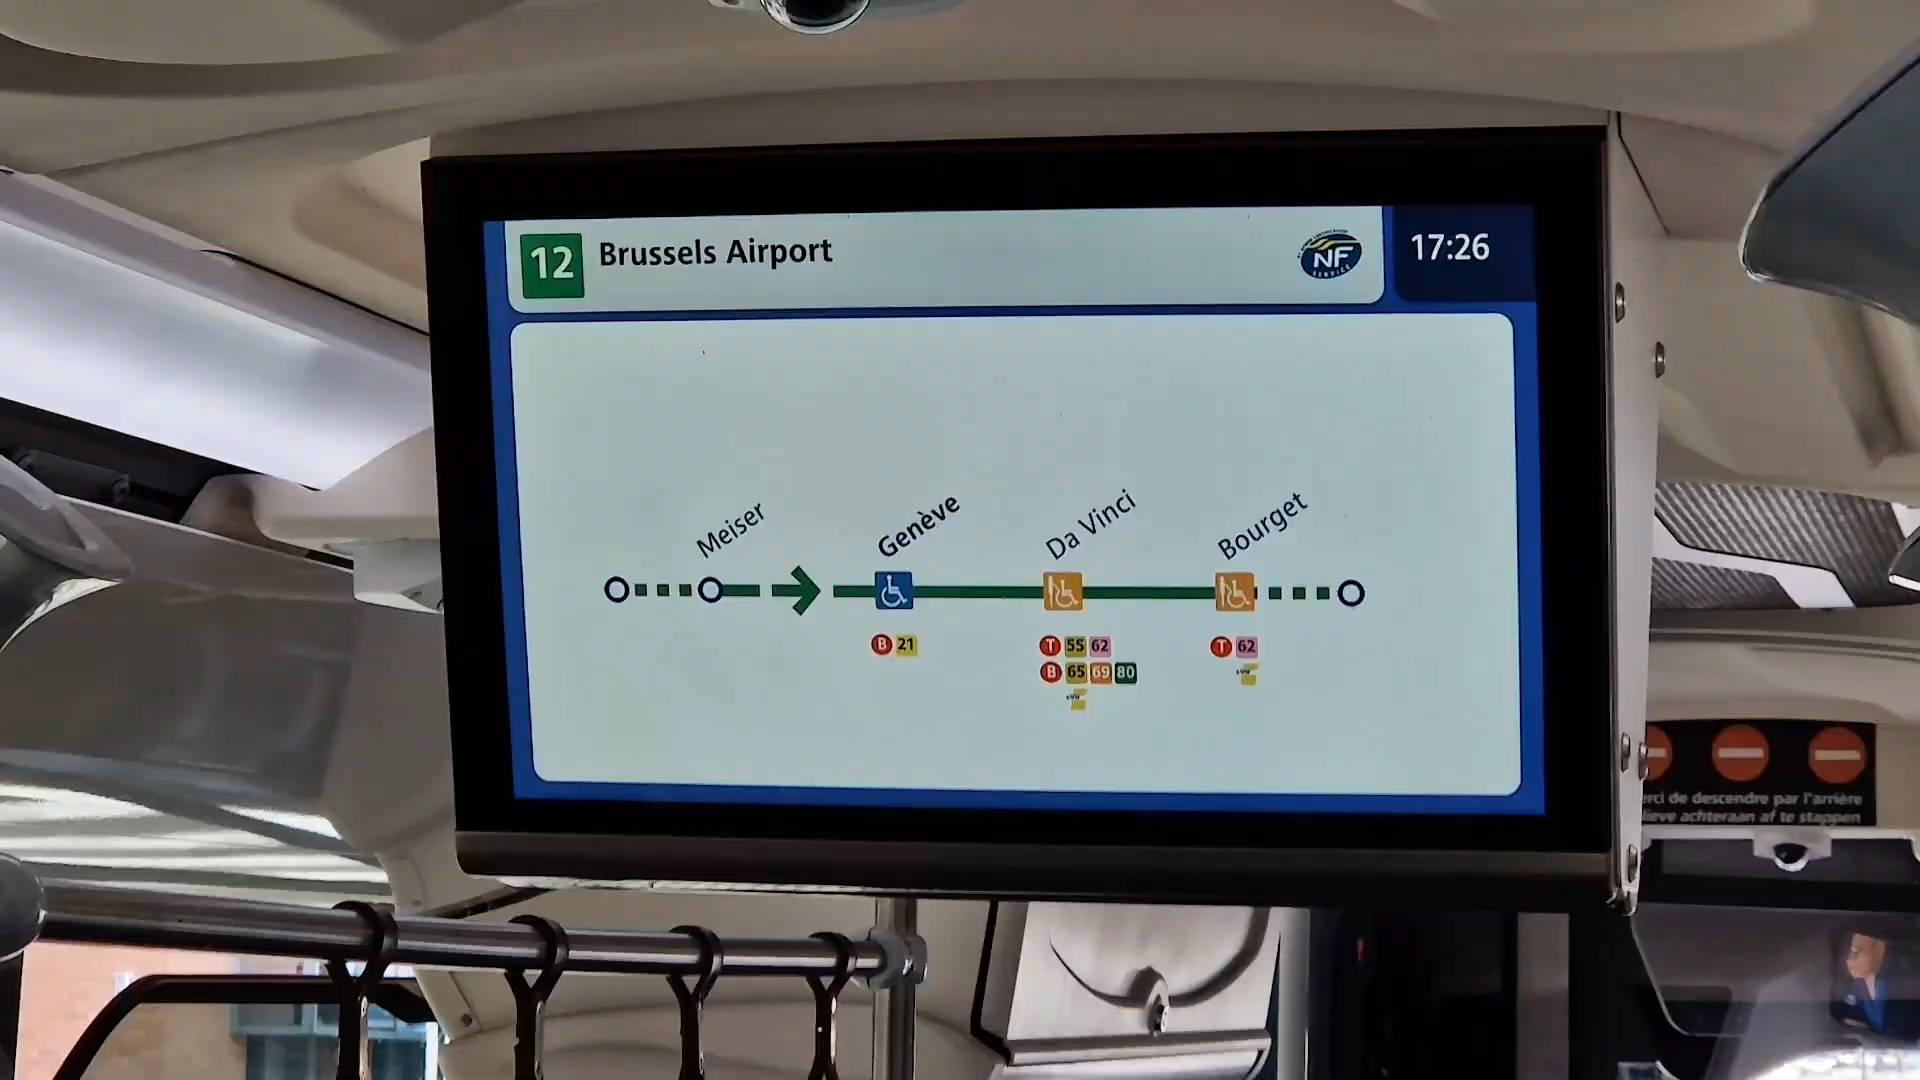 12 Brussels Airport
NF
SERVICE
17:26
Meiser
Genève
Da Vinci
Bourget
B 21
T 55 62
T 62
B 65 69 80
erci de descendre par l'arrière
lieve achteraan af te stappen